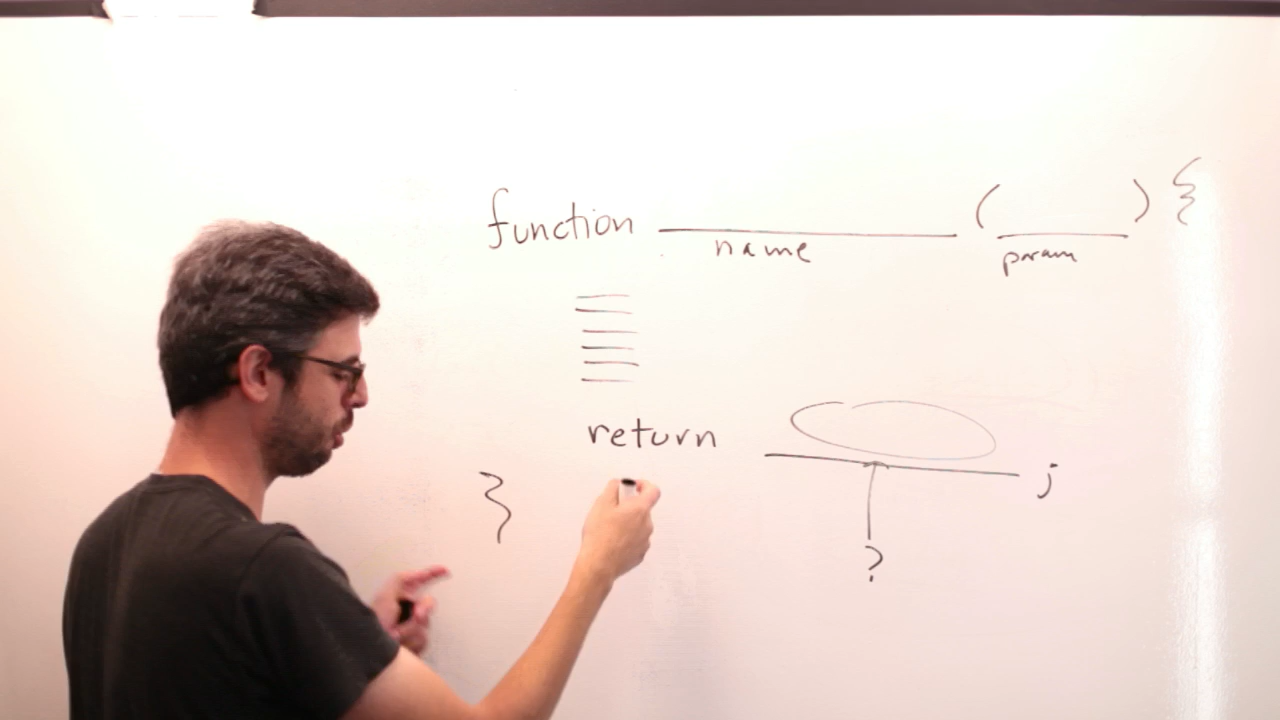 function ( ) {
name param
return ;
}
?